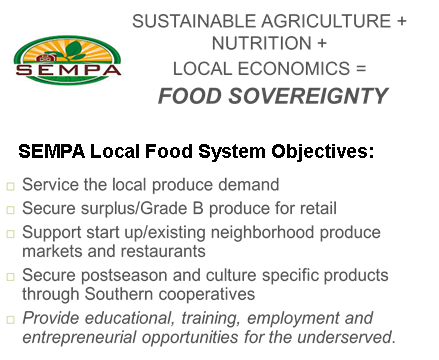 SEMPA
SUSTAINABLE AGRICULTURE +
NUTRITION +
LOCAL ECONOMICS =
FOOD SOVEREIGNTY
SEMPA Local Food System Objectives:
Service the local produce demand
Secure surplus/Grade B produce for retail
Support start up/existing neighborhood produce
markets and restaurants
Secure postseason and culture specific products
through Southern cooperatives
Provide educational, training, employment and
entrepreneurial opportunities for the underserved.